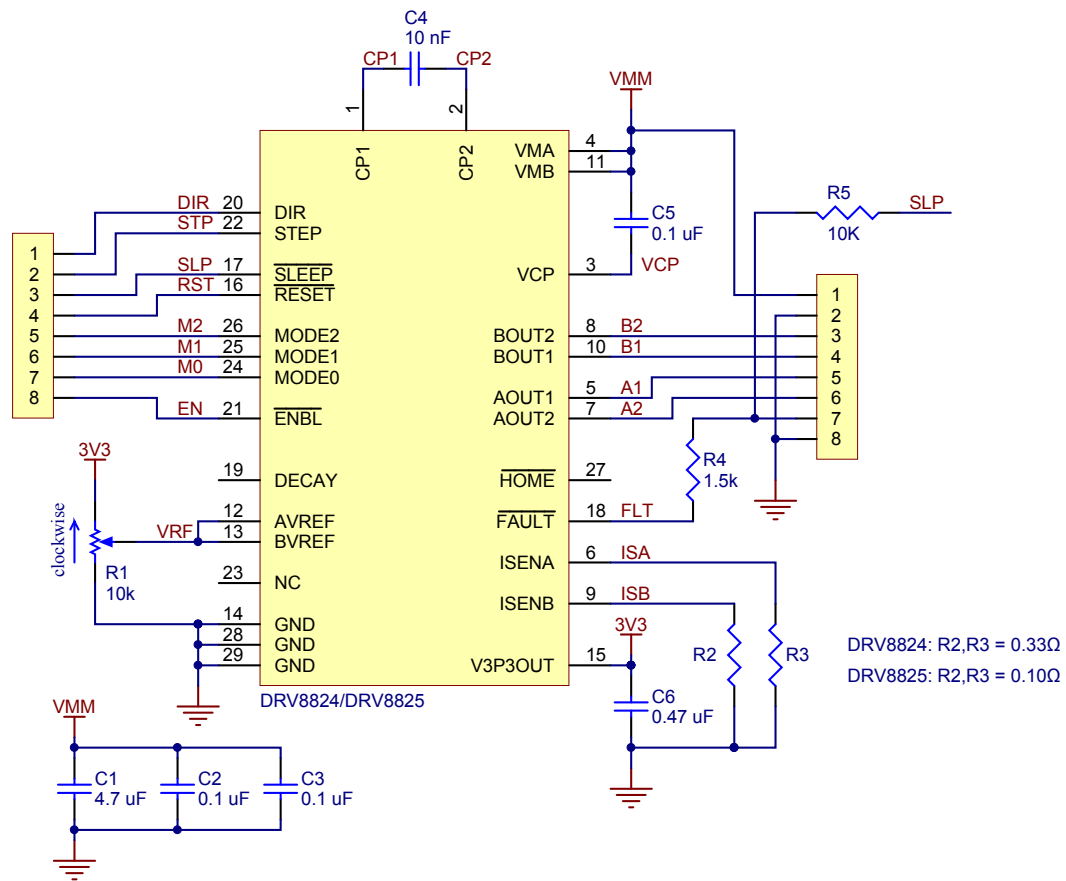 C4
10 nF
CP1
CP2
1
2
CP1
CP2
VMM
DIR 20 DIR
STP 22 STEP
SLP 17 SLEEP
RST 16 RESET
M2 26 MODE2
M1 25 MODE1
M0 24 MODE0
EN 21 ENBL
1
2
3
4
5
6
7
8
3V3
clockwise
R1
10k
VRF
19 DECAY
12 AVREF
13 BVREF
23 NC
14 GND
28 GND
29 GND
VMA 4
VMB 11
C5
0.1 uF
VCP 3 VCP
BOUT2 8 B2
BOUT1 10 B1
AOUT1 5 A1
AOUT2 7 A2
HOME 27
FAULT 18 FLT
ISENA 6 ISA
ISENB 9 ISB
V3P3OUT 15
3V3
C6
0.47 uF
R4
1.5k
R5
10K
SLP
1
2
3
4
5
6
7
8
R2
R3
DRV8824: R2,R3 = 0.33Ω
DRV8825: R2,R3 = 0.10Ω
DRV8824/DRV8825
VMM
C1
4.7 uF
C2
0.1 uF
C3
0.1 uF